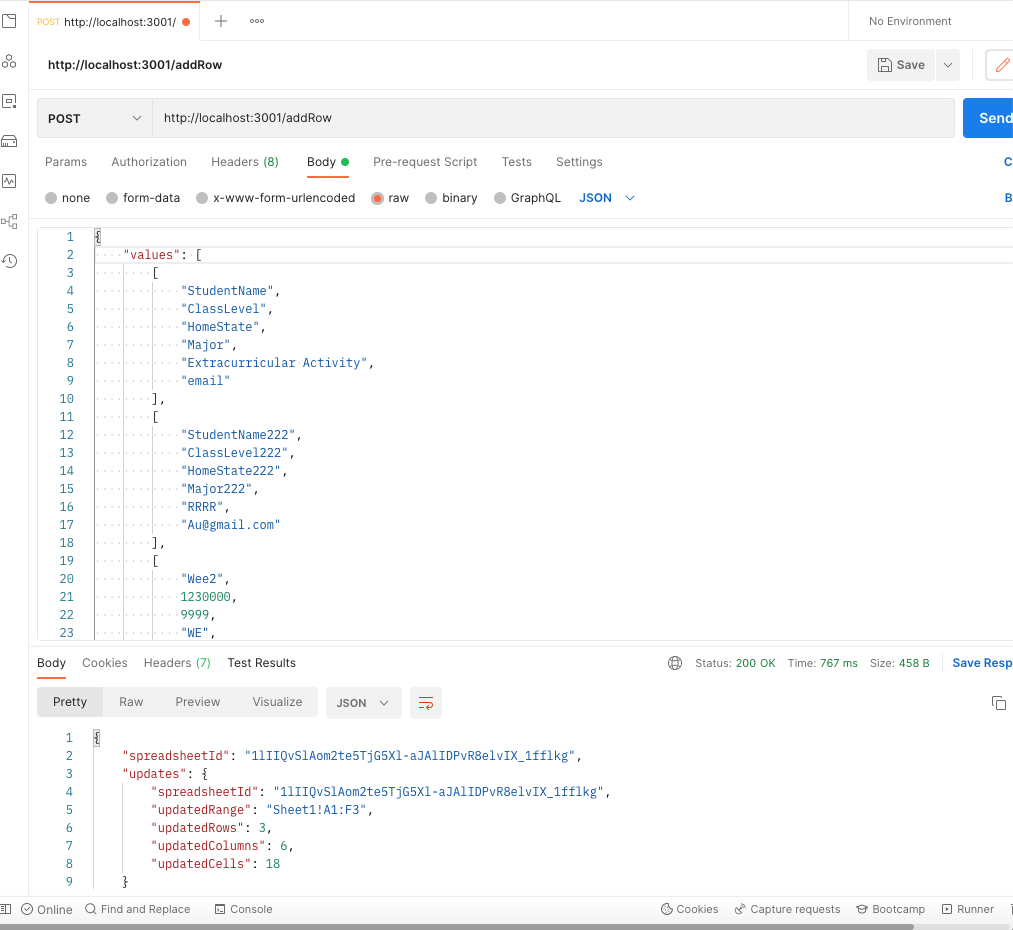 POST http://localhost:3001/
No Environment
http://localhost:3001/addRow
Save
POST
http://localhost:3001/addRow
Send
Params Authorization Headers (8) Body Pre-request Script Tests Settings
C
none form-data x-www-form-urlencoded raw binary GraphQL JSON
B
1 {
2 "values": [
3 [
4 "StudentName",
5 "ClassLevel",
6 "HomeState",
7 "Major",
8 "Extracurricular Activity",
9 "email"
10 ],
11 [
12 "StudentName222",
13 "ClassLevel222",
14 "HomeState222",
15 "Major222",
16 "RRRR",
17 "Au@gmail.com"
18 ],
19 [
20 "Wee2",
21 1230000,
22 9999,
23 "WE",
Body Cookies Headers (7) Test Results
Status: 200 OK Time: 767 ms Size: 458 B Save Resp
Pretty Raw Preview Visualize JSON
1 {
2 "spreadsheetId": "1lIIQvSlAom2te5TjG5Xl-aJAlIDPvR8elvIX_1fflkg",
3 "updates": {
4 "spreadsheetId": "1lIIQvSlAom2te5TjG5Xl-aJAlIDPvR8elvIX_1fflkg",
5 "updatedRange": "Sheet1!A1:F3",
6 "updatedRows": 3,
7 "updatedColumns": 6,
8 "updatedCells": 18
9 }
Online Find and Replace Console Cookies Capture requests Bootcamp Runner